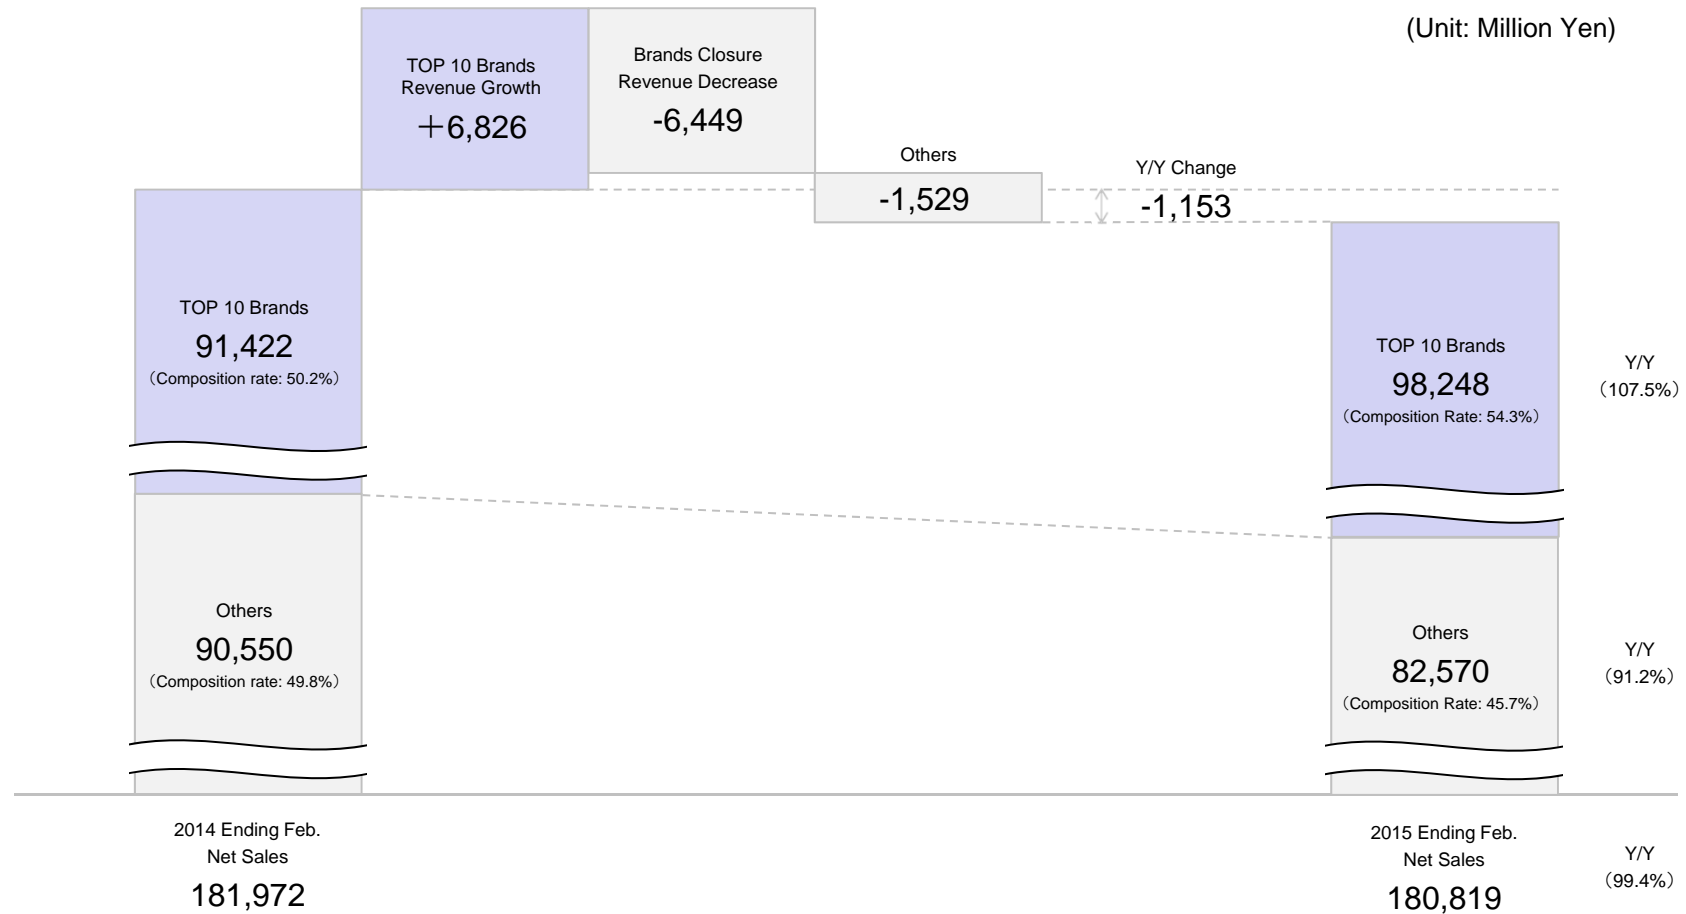 (Unit: Million Yen)
TOP 10 Brands
Revenue Growth
＋6,826
Brands Closure
Revenue Decrease
-6,449
Others
-1,529
Y/Y Change
-1,153
TOP 10 Brands
91,422
（Composition rate: 50.2%）
TOP 10 Brands
98,248
（Composition Rate: 54.3%）
Y/Y
（107.5%）
Others
90,550
（Composition rate: 49.8%）
Others
82,570
（Composition Rate: 45.7%）
Y/Y
（91.2%）
2014 Ending Feb.
Net Sales
181,972
2015 Ending Feb.
Net Sales
180,819
Y/Y
（99.4%）